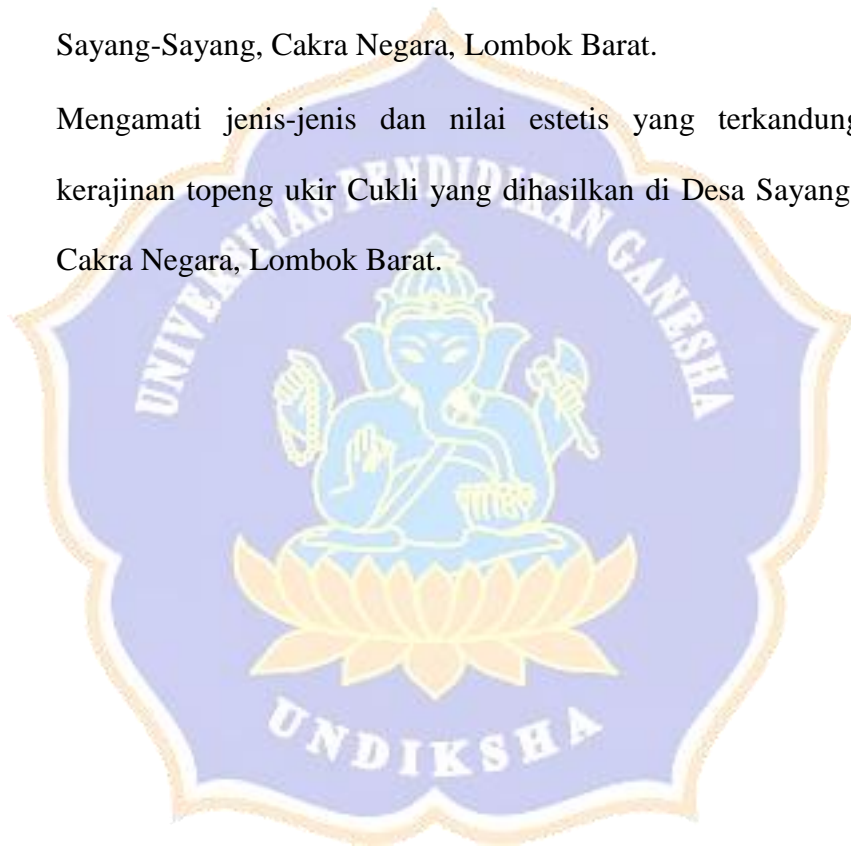 Sayang-Sayang, Cakra Negara, Lombok Barat.
Mengamati jenis-jenis dan nilai estetis yang terkandung
kerajinan topeng ukir Cukli yang dihasilkan di Desa Sayang
Cakra Negara, Lombok Barat.
UNIVERSITAS PENDIDIKAN GANESHA
UNDIKSHA